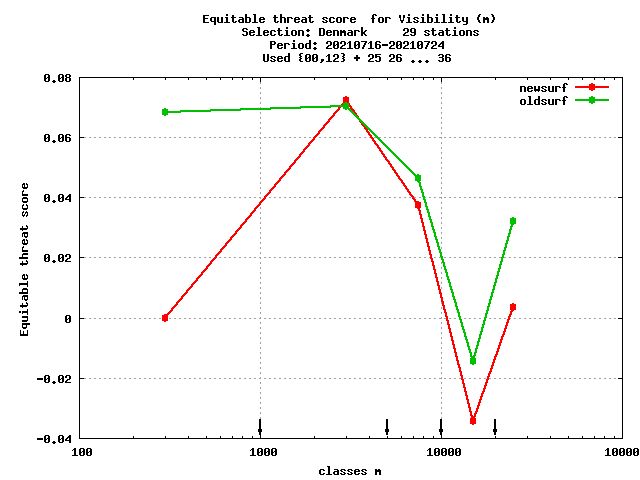 Equitable threat score  for Visibility (m)
Selection: Denmark     29 stations
Period: 20210716-20210724
Used {00,12} + 25 26 ... 36
newsurf
oldsurf
0.08
0.06
0.04
0.02
0
-0.02
-0.04
Equitable threat score
100 1000 10000 10000
classes m